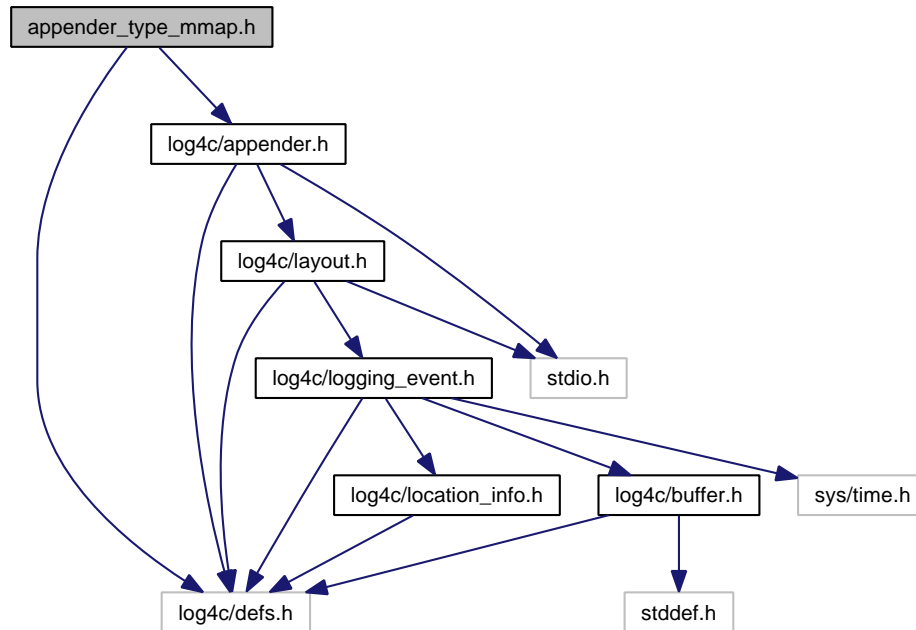 appender_type_mmap.h
log4c/appender.h
log4c/layout.h
log4c/logging_event.h
stdio.h
log4c/location_info.h
log4c/buffer.h
sys/time.h
log4c/defs.h
stddef.h